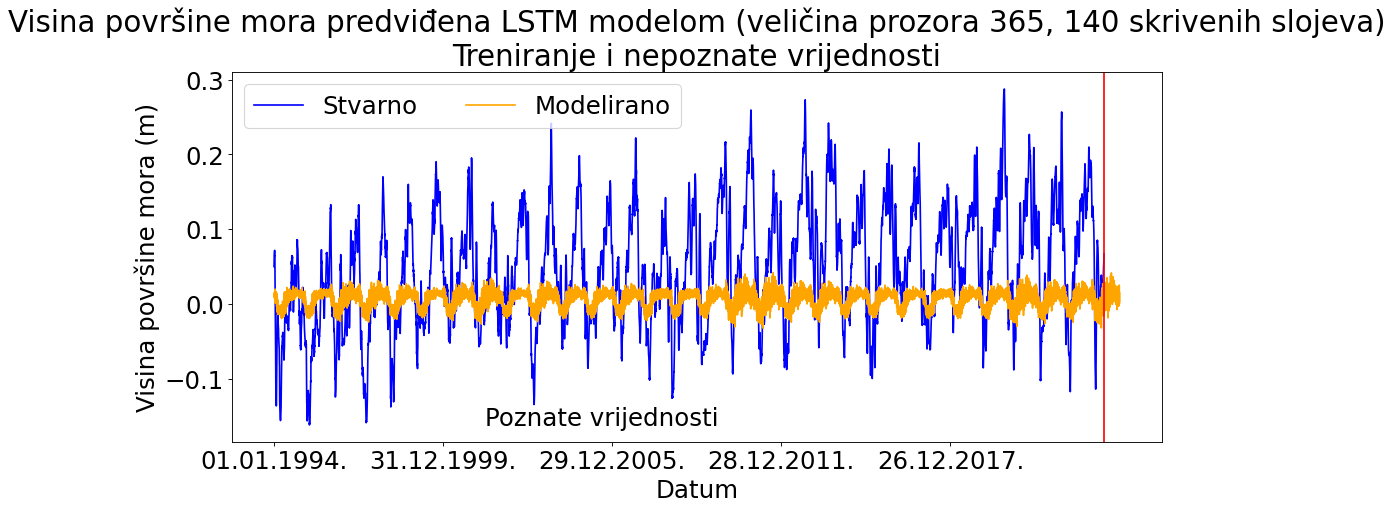 Visina površine mora predviđena LSTM modelom (veličina prozora 365, 140 skrivenih slojeva)
Treniranje i nepoznate vrijednosti
Stvarno Modelirano
0.3
0.2
0.1
0.0
−0.1
Visina površine mora (m)
Poznate vrijednosti
01.01.1994. 31.12.1999. 29.12.2005. 28.12.2011. 26.12.2017.
Datum